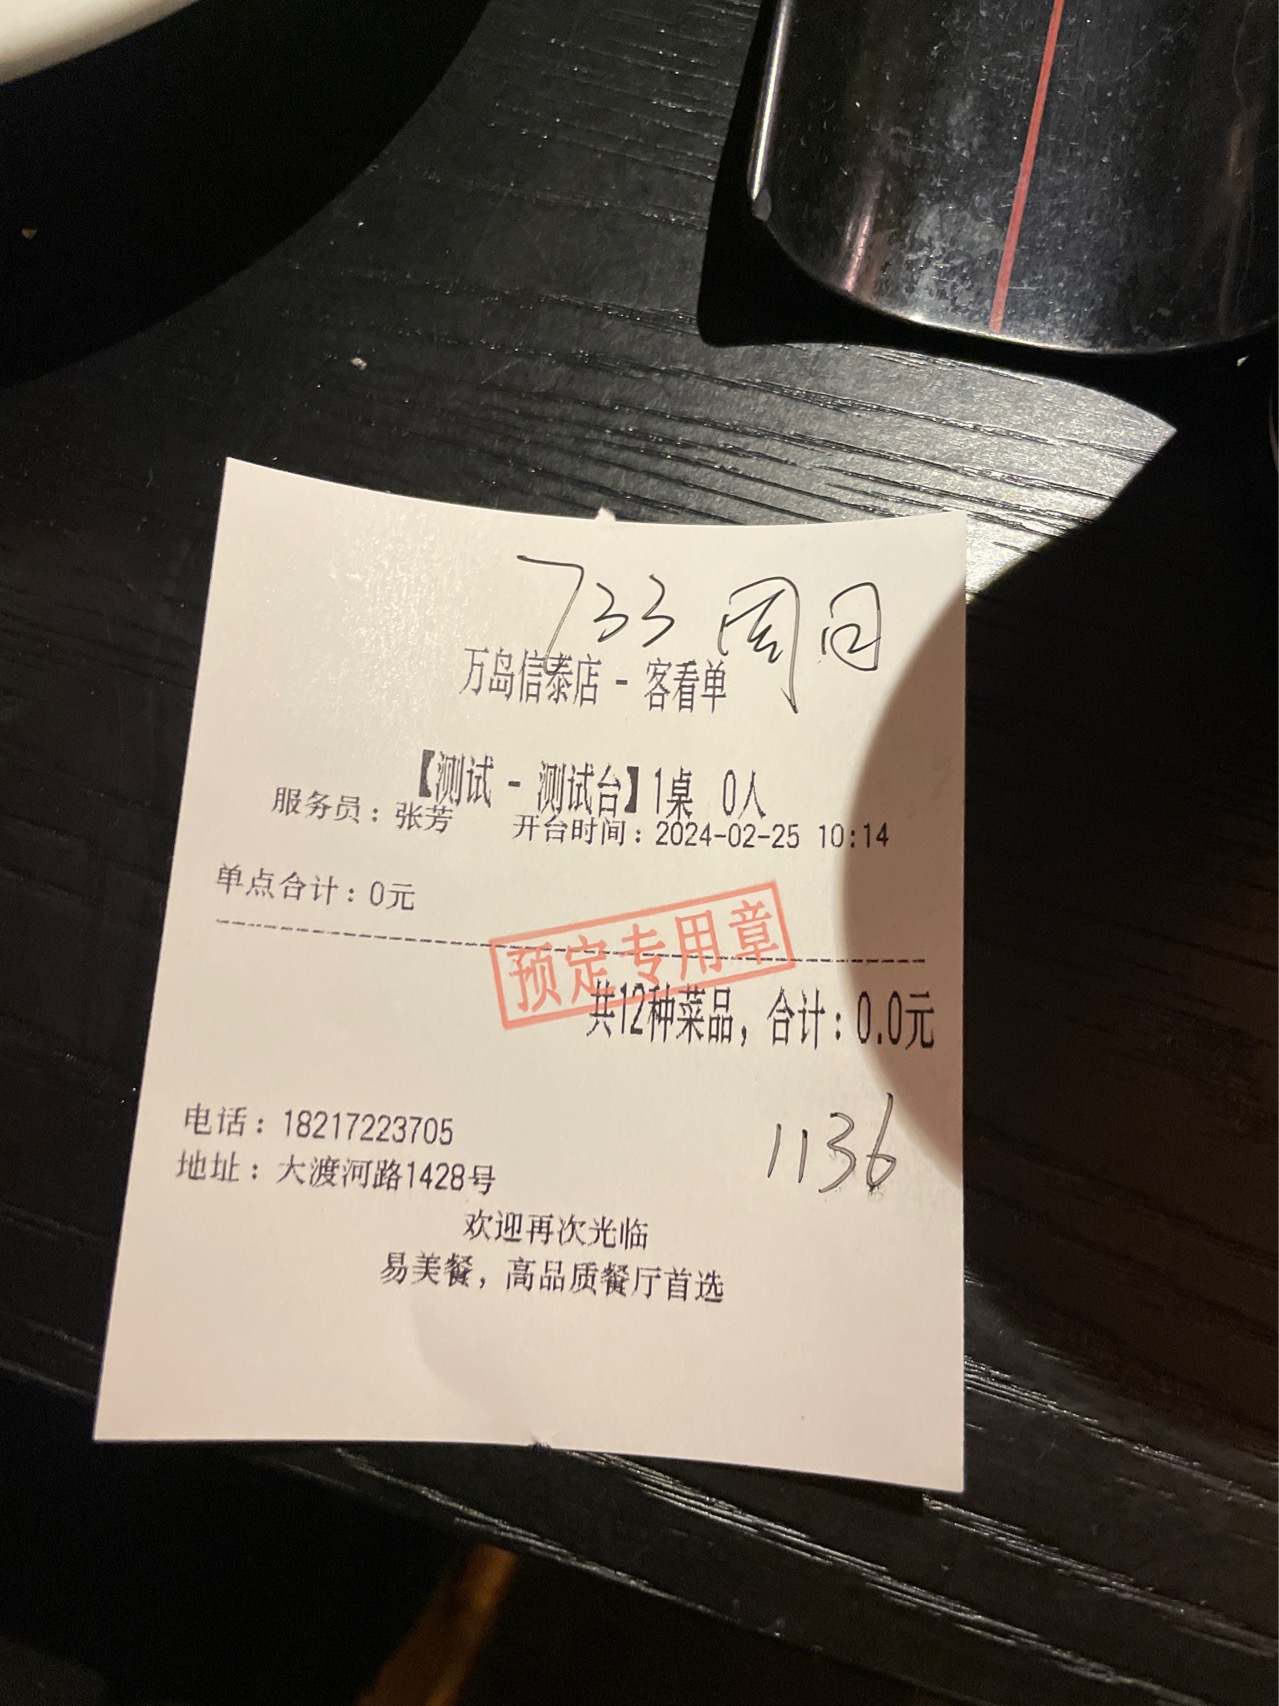 733 周日
万岛信泰店 - 客看单
【测试 - 测试台】1桌 0人
服务员：张芳 开台时间：2024-02-25 10:14
单点合计：0元
预定专用章
共12种菜品，合计：0.0元
1136
电话：18217223705
地址：大渡河路1428号
欢迎再次光临
易美餐，高品质餐厅首选